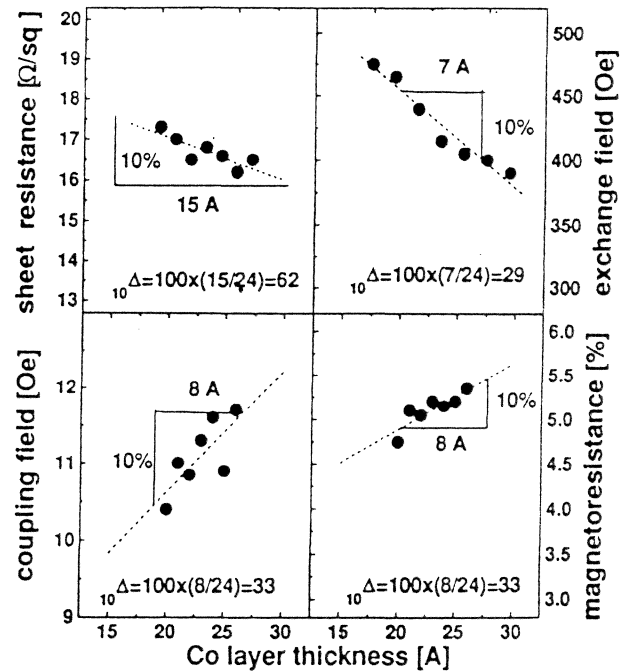 20
19
18
17
16
15
14
13
sheet resistance [Ω/sq]
10%
15 A
₁₀Δ=100x(15/24)=62
7 A
10%
₁₀Δ=100x(7/24)=29
500
450
400
350
300
exchange field [Oe]
12
11
10
9
coupling field [Oe]
8 A
10%
₁₀Δ=100x(8/24)=33
10%
8 A
₁₀Δ=100x(8/24)=33
6.0
5.5
5.0
4.5
4.0
3.5
3.0
magnetoresistance [%]
15 20 25 30 15 20 25 30
Co layer thickness [A]